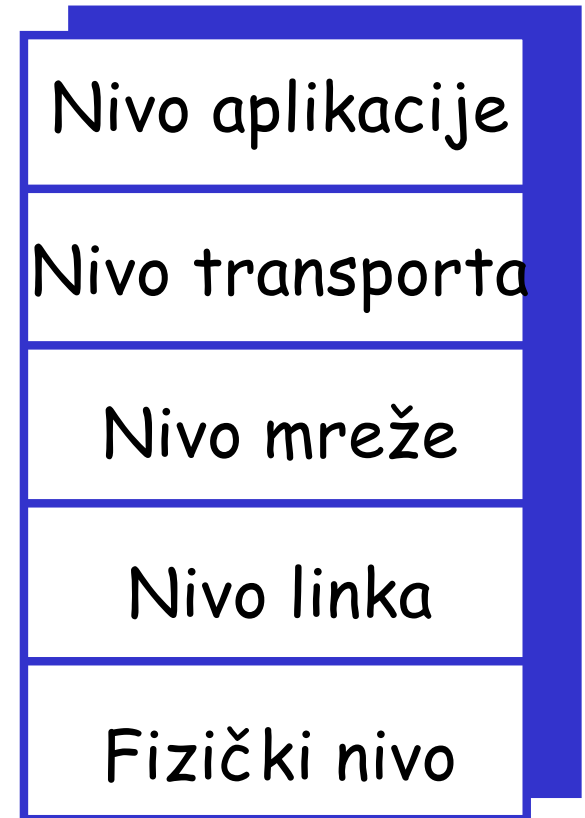 Nivo aplikacije
Nivo transporta
Nivo mreže
Nivo linka
Fizički nivo